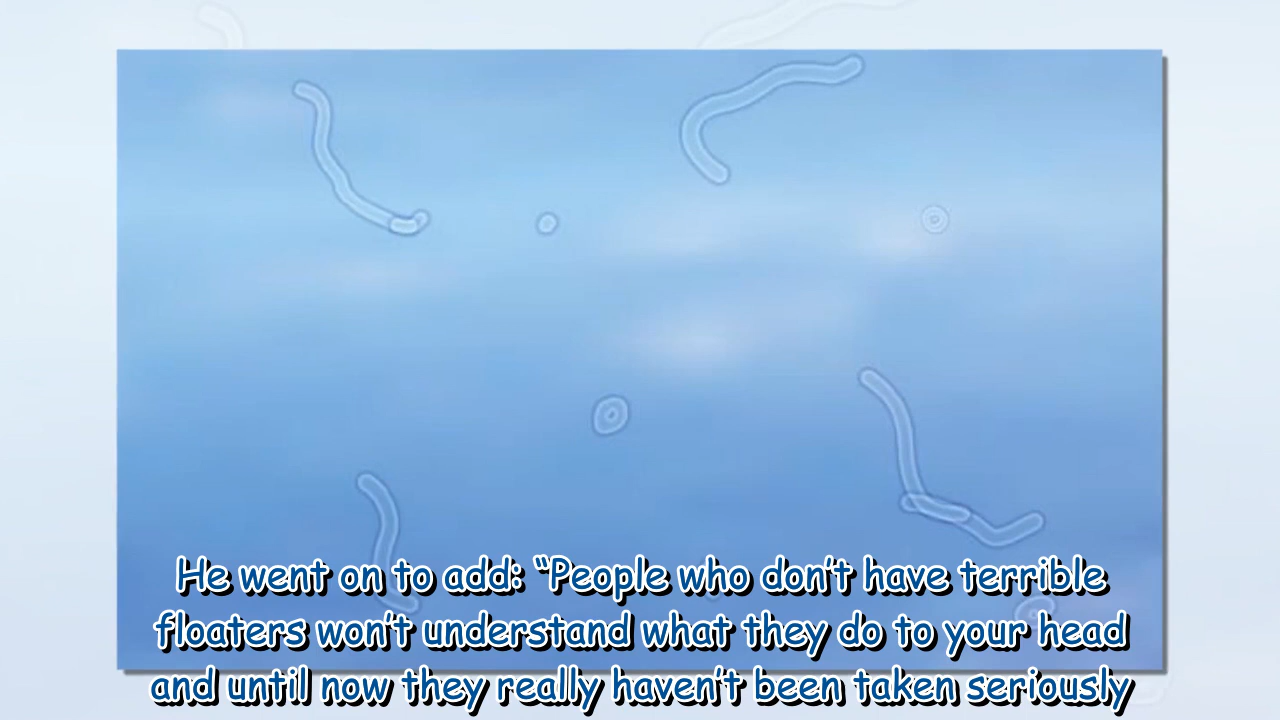 He went on to add: “People who don’t have terrible
floaters won’t understand what they do to your head
and until now they really haven’t been taken seriously